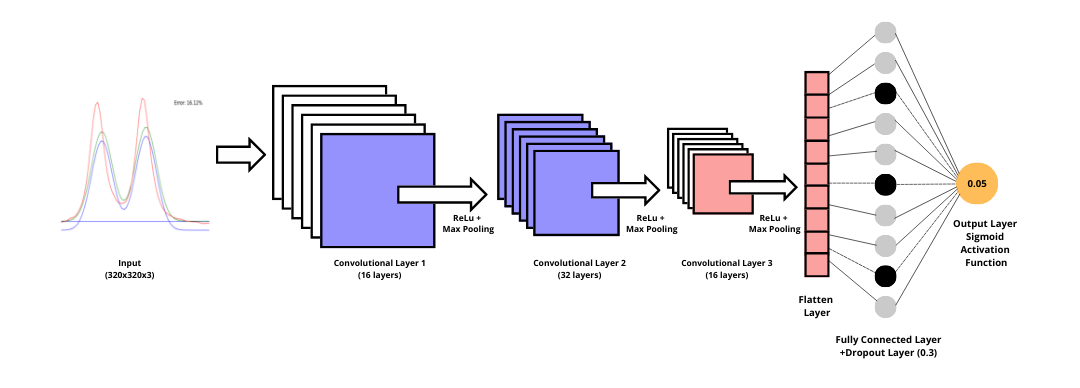 Error: 16.12%
Input
(320x320x3)
Convolutional Layer 1
(16 layers)
ReLu +
Max Pooling
Convolutional Layer 2
(32 layers)
ReLu +
Max Pooling
Convolutional Layer 3
(16 layers)
ReLu +
Max Pooling
Flatten
Layer
Fully Connected Layer
+Dropout Layer (0.3)
0.05
Output Layer
Sigmoid
Activation
Function